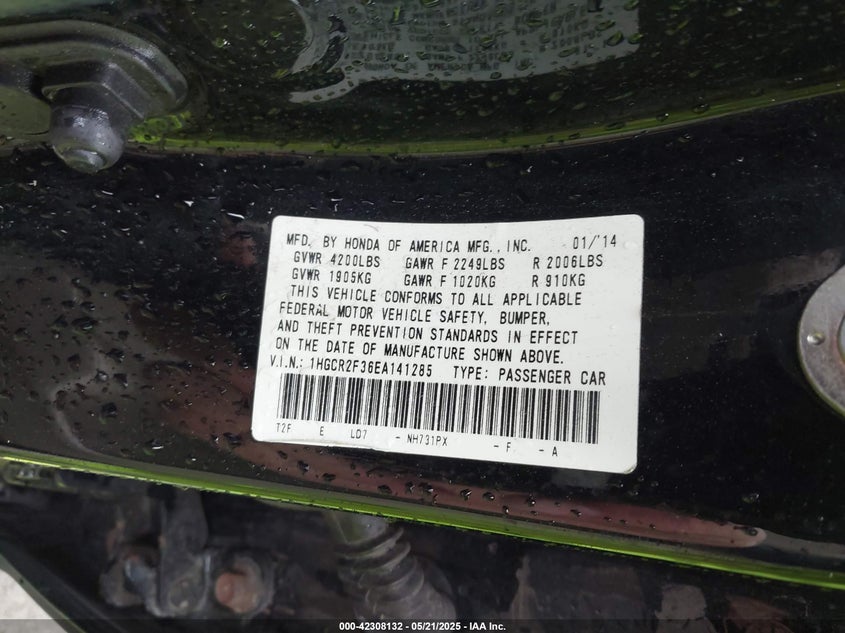 MFD. BY HONDA OF AMERICA MFG., INC. 01/'14
GVWR 4200LBS GAWR F 2249LBS R 2006LBS
GVWR 1905KG GAWR F 1020KG R 910KG
THIS VEHICLE CONFORMS TO ALL APPLICABLE
FEDERAL MOTOR VEHICLE SAFETY, BUMPER,
AND THEFT PREVENTION STANDARDS IN EFFECT
ON THE DATE OF MANUFACTURE SHOWN ABOVE.
V.I.N.: 1HGCR2F36EA141285 TYPE: PASSENGER CAR
T2F E LD7 - NH731PX - F - A
000-42308132 - 05/21/2025 - IAA Inc.